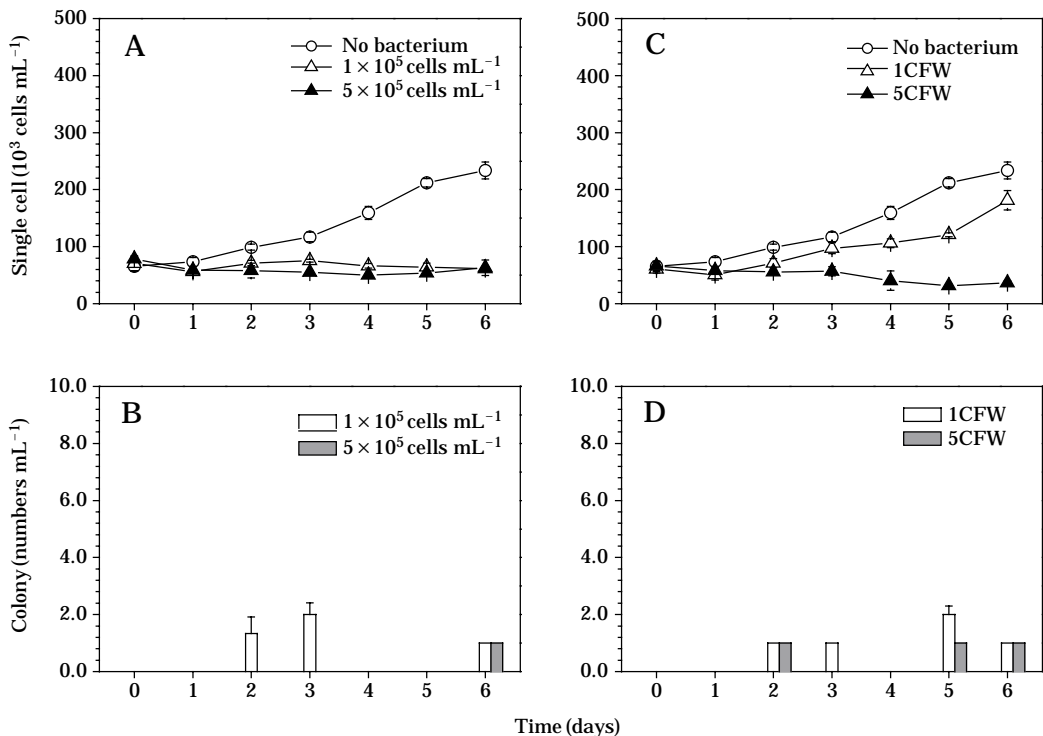 Single cell (10³ cells mL⁻¹)
500
400
300
200
100
0
A
No bacterium
1 × 10⁵ cells mL⁻¹
5 × 10⁵ cells mL⁻¹
0 1 2 3 4 5 6
500
400
300
200
100
0
C
No bacterium
1CFW
5CFW
0 1 2 3 4 5 6
Colony (numbers mL⁻¹)
10.0
8.0
6.0
4.0
2.0
0.0
B
1 × 10⁵ cells mL⁻¹
5 × 10⁵ cells mL⁻¹
0 1 2 3 4 5 6
10.0
8.0
6.0
4.0
2.0
0.0
D
1CFW
5CFW
0 1 2 3 4 5 6
Time (days)